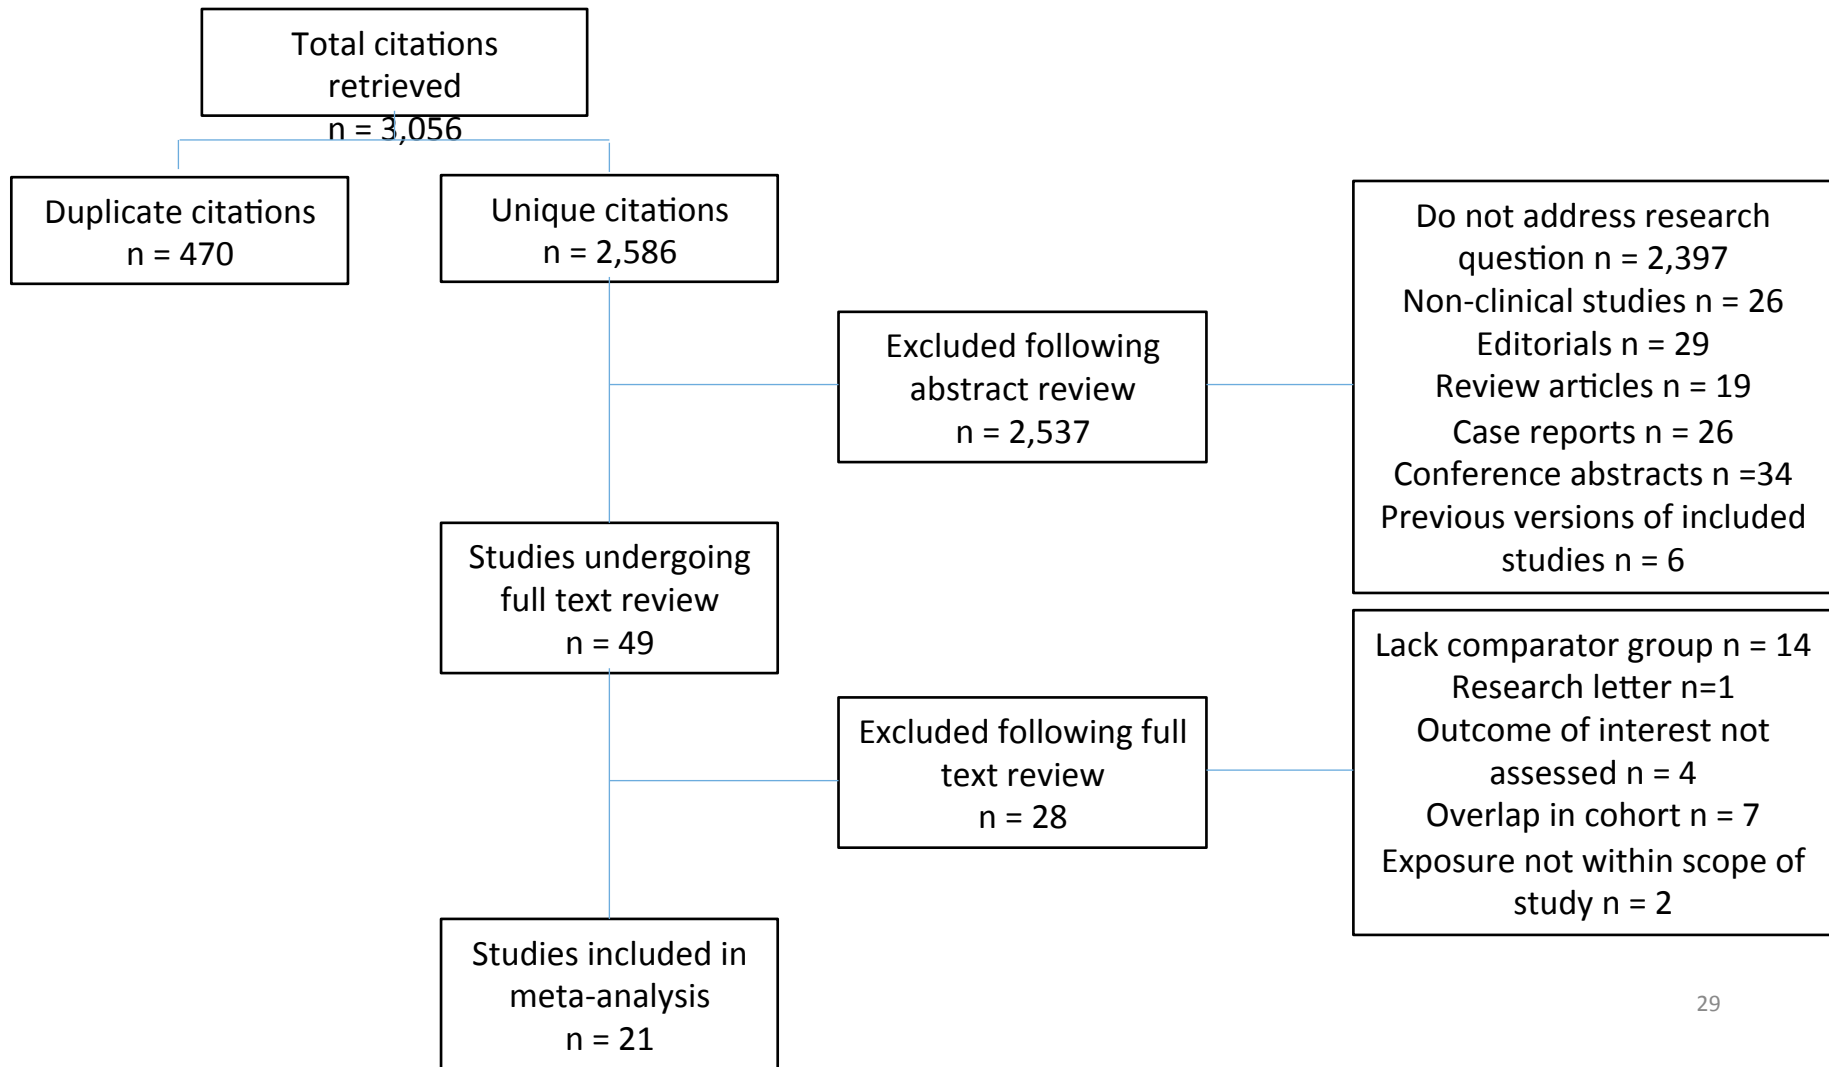 Total citations
retrieved
n = 3,056
Duplicate citations
n = 470
Unique citations
n = 2,586
Excluded following
abstract review
n = 2,537
Do not address research
question n = 2,397
Non-clinical studies n = 26
Editorials n = 29
Review articles n = 19
Case reports n = 26
Conference abstracts n =34
Previous versions of included
studies n = 6
Studies undergoing
full text review
n = 49
Excluded following full
text review
n = 28
Lack comparator group n = 14
Research letter n=1
Outcome of interest not
assessed n = 4
Overlap in cohort n = 7
Exposure not within scope of
study n = 2
Studies included in
meta-analysis
n = 21
29